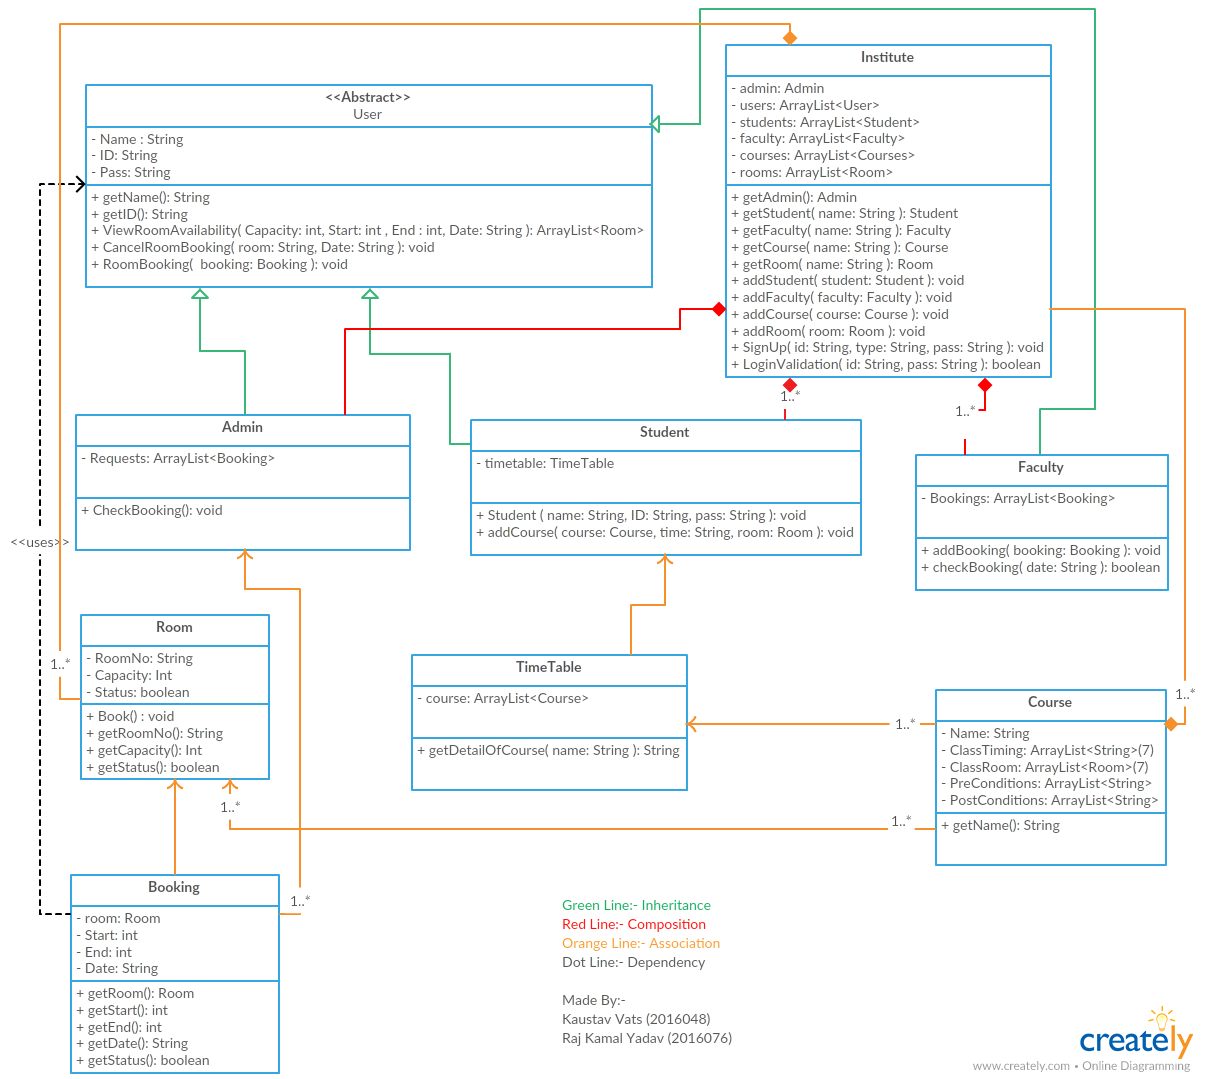 <<Abstract>>
User
- Name : String
- ID: String
- Pass: String
+ getName(): String
+ getID(): String
+ ViewRoomAvailability( Capacity: int, Start: int , End : int, Date: String ): ArrayList<Room>
+ CancelRoomBooking( room: String, Date: String ): void
+ RoomBooking(  booking: Booking ): void
Institute
- admin: Admin
- users: ArrayList<User>
- students: ArrayList<Student>
- faculty: ArrayList<Faculty>
- courses: ArrayList<Courses>
- rooms: ArrayList<Room>
+ getAdmin(): Admin
+ getStudent( name: String ): Student
+ getFaculty( name: String ): Faculty
+ getCourse( name: String ): Course
+ getRoom( name: String ): Room
+ addStudent( student: Student ): void
+ addFaculty( faculty: Faculty ): void
+ addCourse( course: Course ): void
+ addRoom( room: Room ): void
+ SignUp( id: String, type: String, pass: String ): void
+ LoginValidation( id: String, pass: String ): boolean
1..*
1..*
Admin
- Requests: ArrayList<Booking>
+ CheckBooking(): void
Student
- timetable: TimeTable
+ Student ( name: String, ID: String, pass: String ): void
+ addCourse( course: Course, time: String, room: Room ): void
Faculty
- Bookings: ArrayList<Booking>
+ addBooking( booking: Booking ): void
+ checkBooking( date: String ): boolean
<<uses>>
Room
- RoomNo: String
- Capacity: Int
- Status: boolean
+ Book() : void
+ getRoomNo(): String
+ getCapacity(): Int
+ getStatus(): boolean
1..*
1..*
TimeTable
- course: ArrayList<Course>
+ getDetailOfCourse( name: String ): String
1..*
1..*
1..*
Course
- Name: String
- ClassTiming: ArrayList<String>(7)
- ClassRoom: ArrayList<Room>(7)
- PreConditions: ArrayList<String>
- PostConditions: ArrayList<String>
+ getName(): String
Booking
- room: Room
- Start: int
- End: int
- Date: String
+ getRoom(): Room
+ getStart(): int
+ getEnd(): int
+ getDate(): String
+ getStatus(): boolean
1..*
Green Line:- Inheritance
Red Line:- Composition
Orange Line:- Association
Dot Line:- Dependency
Made By:-
Kaustav Vats (2016048)
Raj Kamal Yadav (2016076)
creately
www.creately.com • Online Diagramming